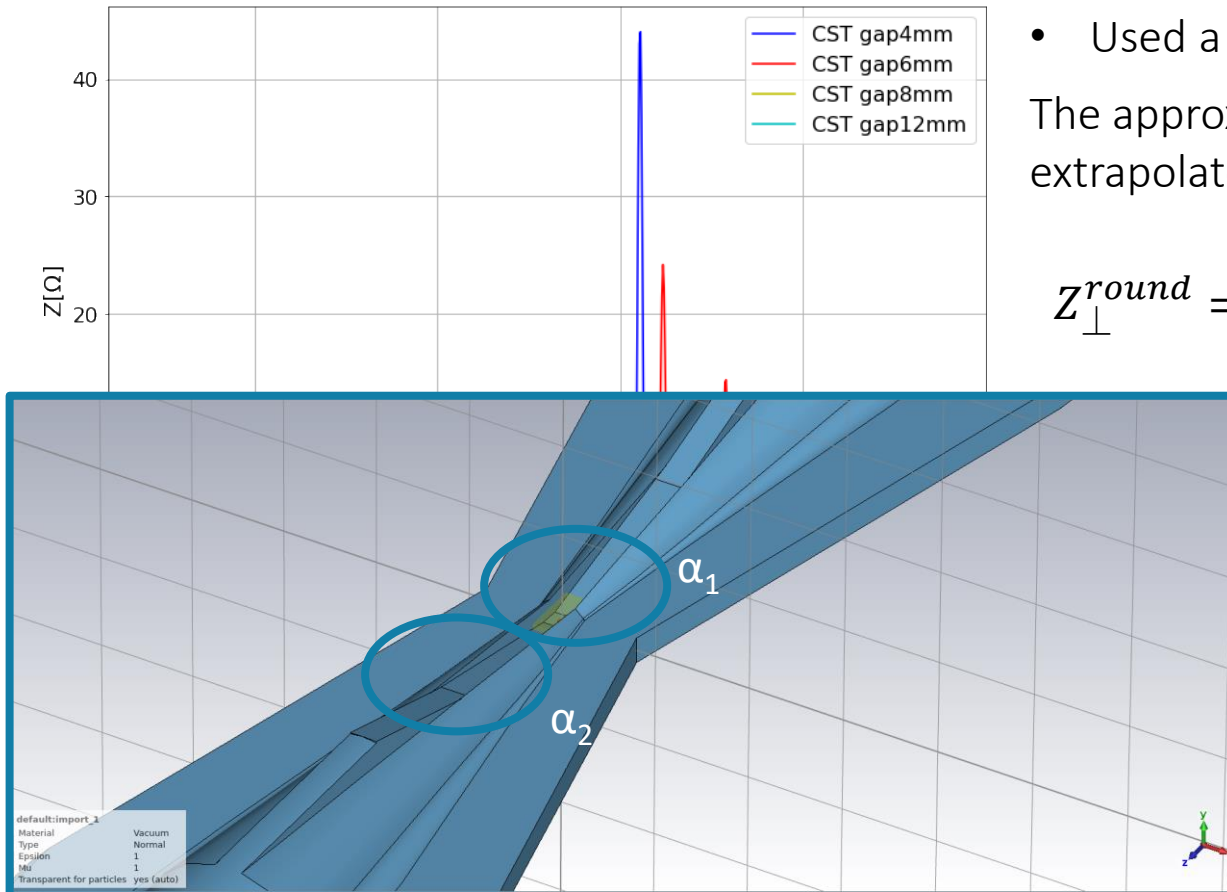 CST gap4mm
CST gap6mm
CST gap8mm
CST gap12mm
40
30
20
Z[Ω]
• Used a
The approx
extrapolat
Z⊥^round =
α₁
α₂
default:import_1
Material Vacuum
Type Normal
Epsilon 1
Mu 1
Transparent for particles yes (auto)
y
z